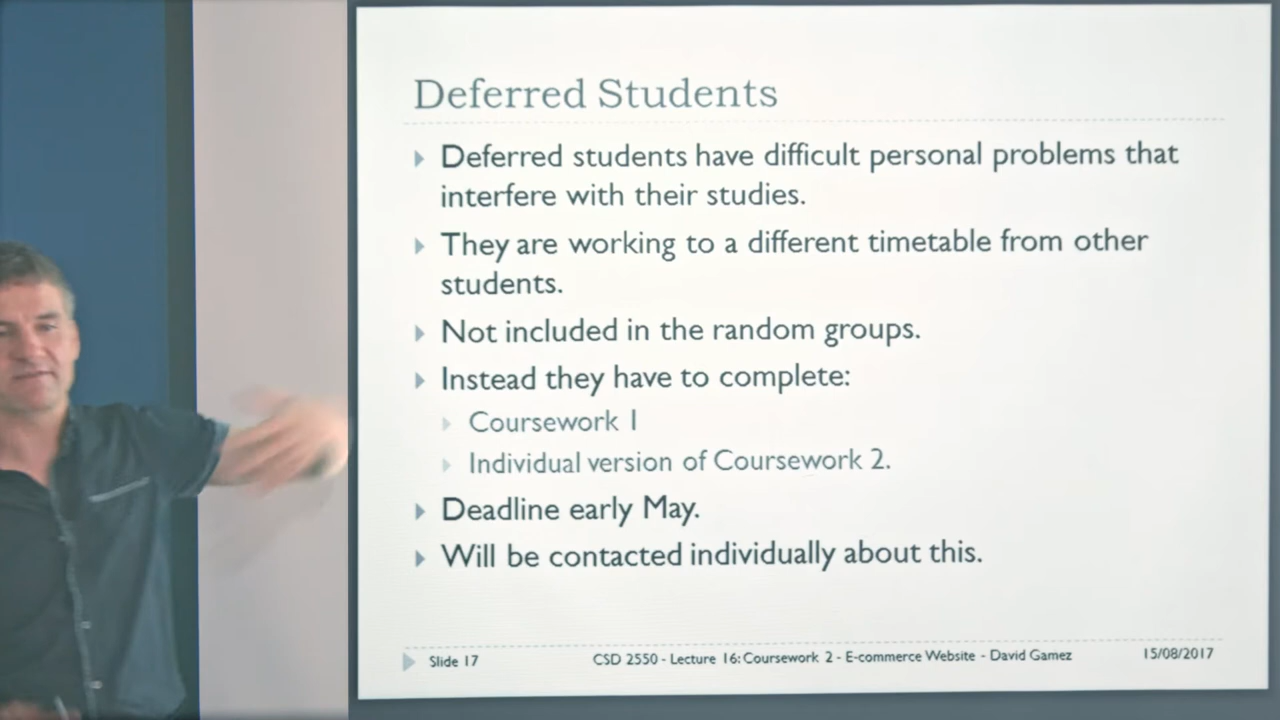 Deferred Students
Deferred students have difficult personal problems that
interfere with their studies.
They are working to a different timetable from other
students.
Not included in the random groups.
Instead they have to complete:
Coursework 1
Individual version of Coursework 2.
Deadline early May.
Will be contacted individually about this.
Slide 17 CSD 2550 - Lecture 16: Coursework 2 - E-commerce Website - David Gamez 15/08/2017